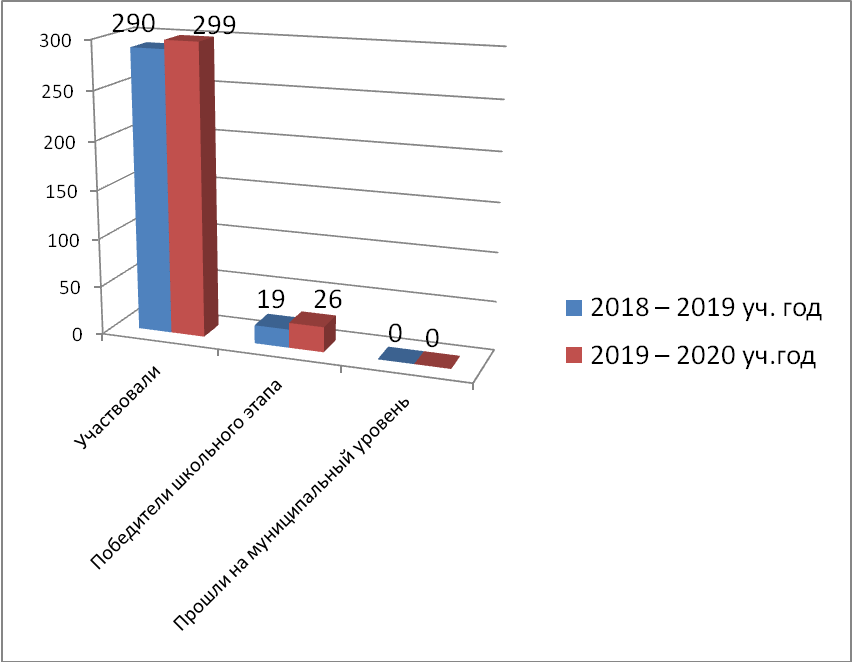 290
299
300
250
200
150
100
50
0
19
26
0
0
Участвовали
Победители школьного этапа
Прошли на муниципальный уровень
2018 – 2019 уч. год
2019 – 2020 уч.год